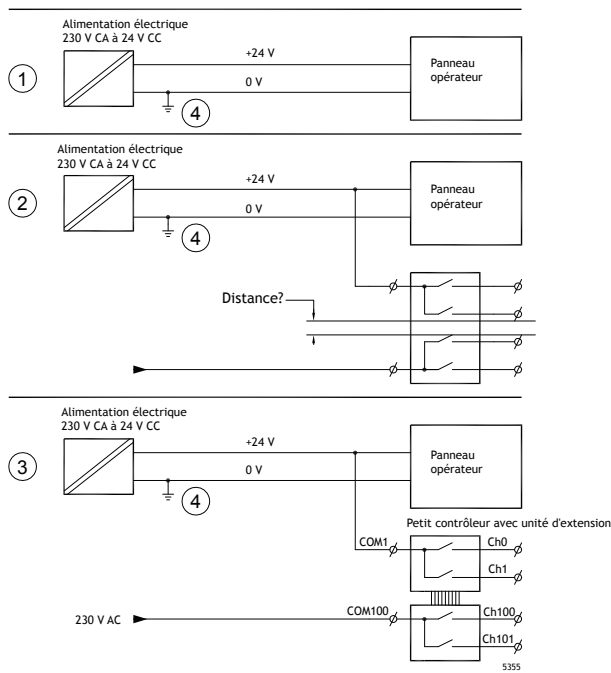 Alimentation électrique
230 V CA à 24 V CC
+24 V
Panneau
opérateur
1
0 V
4
Alimentation électrique
230 V CA à 24 V CC
+24 V
Panneau
opérateur
2
0 V
4
Distance?
Alimentation électrique
230 V CA à 24 V CC
+24 V
Panneau
opérateur
3
0 V
4
Petit contrôleur avec unité d'extension
COM1
Ch0
Ch1
230 V AC
COM100
Ch100
Ch101
5355